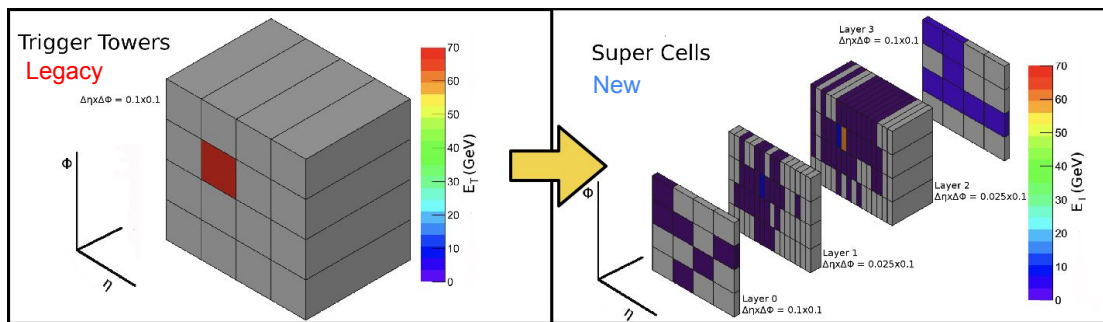 Trigger Towers
Legacy
ΔηxΔΦ = 0.1x0.1
Φ
η
70
60
50
40
30
20
10
0
E_T (GeV)
Super Cells
New
Layer 3
ΔηxΔΦ = 0.1x0.1
70
60
50
40
30
20
10
0
E_T (GeV)
Layer 2
ΔηxΔΦ = 0.025x0.1
Layer 1
ΔηxΔΦ = 0.025x0.1
Φ
η
Layer 0
ΔηxΔΦ = 0.1x0.1